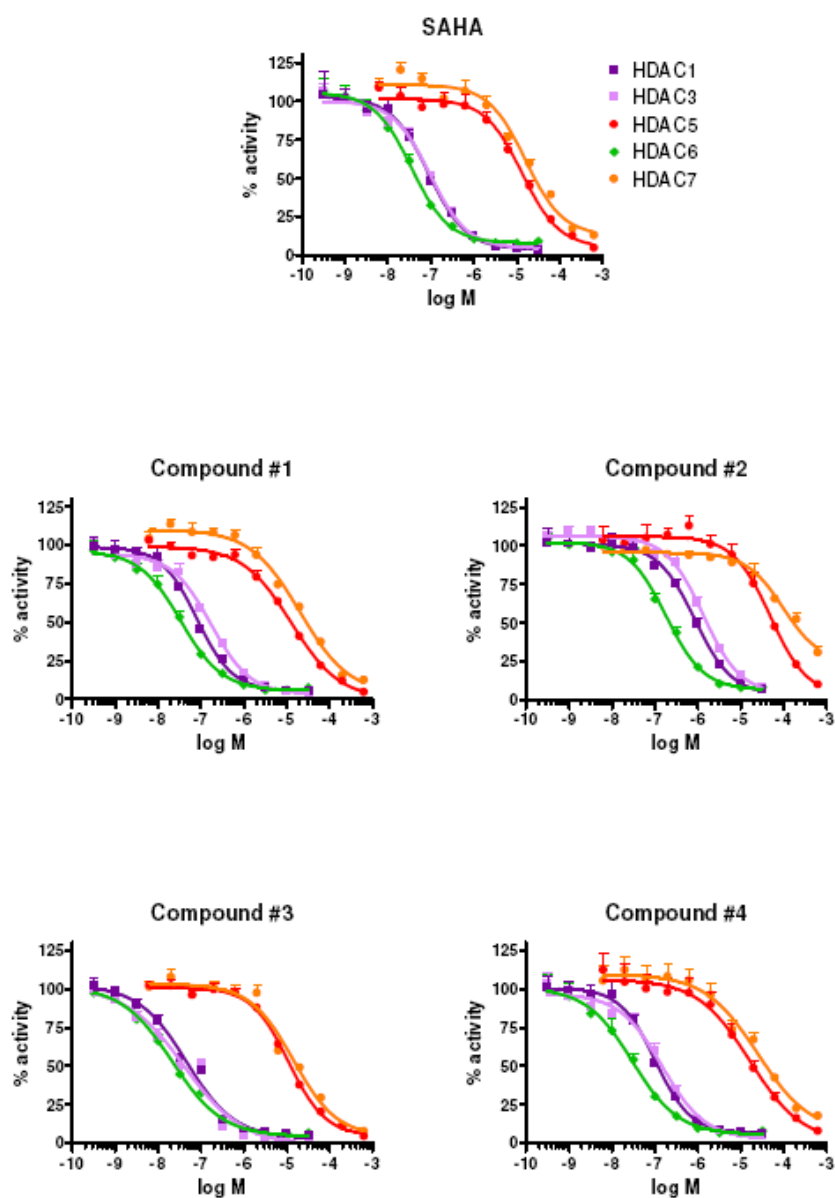 SAHA
% activity
125
100
75
50
25
0
-10 -9 -8 -7 -6 -5 -4 -3
log M
HDAC1
HDAC3
HDAC5
HDAC6
HDAC7
Compound #1
% activity
125
100
75
50
25
0
-10 -9 -8 -7 -6 -5 -4 -3
log M
Compound #2
% activity
125
100
75
50
25
0
-10 -9 -8 -7 -6 -5 -4 -3
log M
Compound #3
% activity
125
100
75
50
25
0
-10 -9 -8 -7 -6 -5 -4 -3
log M
Compound #4
% activity
125
100
75
50
25
0
-10 -9 -8 -7 -6 -5 -4 -3
log M